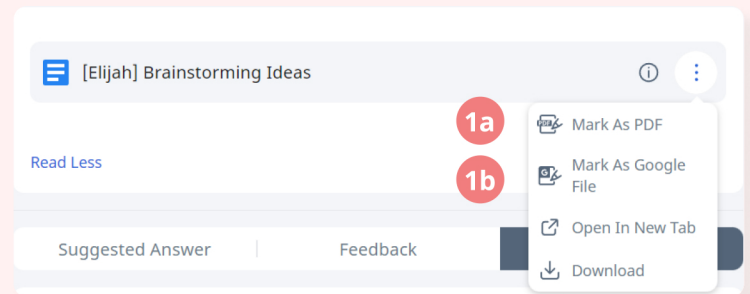 [Elijah] Brainstorming Ideas
1a
Mark As PDF
Read Less
1b
Mark As Google
File
Open In New Tab
Suggested Answer
Feedback
Download